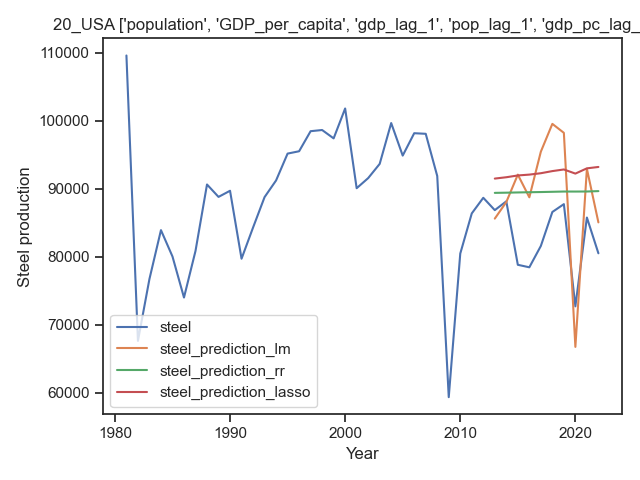 20_USA ['population', 'GDP_per_capita', 'gdp_lag_1', 'pop_lag_1', 'gdp_pc_lag_
110000
100000
90000
80000
70000
60000
Steel production
steel
steel_prediction_lm
steel_prediction_rr
steel_prediction_lasso
1980
1990
2000
2010
2020
Year